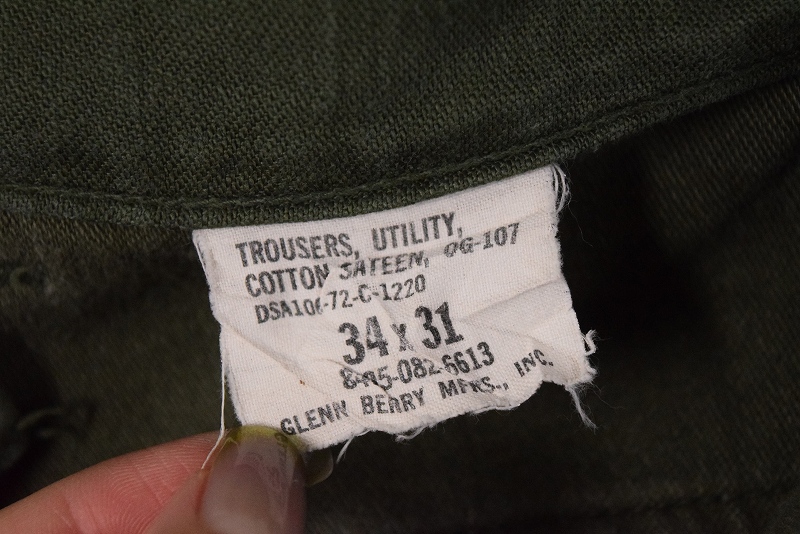 TROUSERS, UTILITY,
COTTON SATEEN, OG-107
DSA100-72-C-1220
34 x 31
8405-082-6613
GLENN BERRY MFRS., INC.